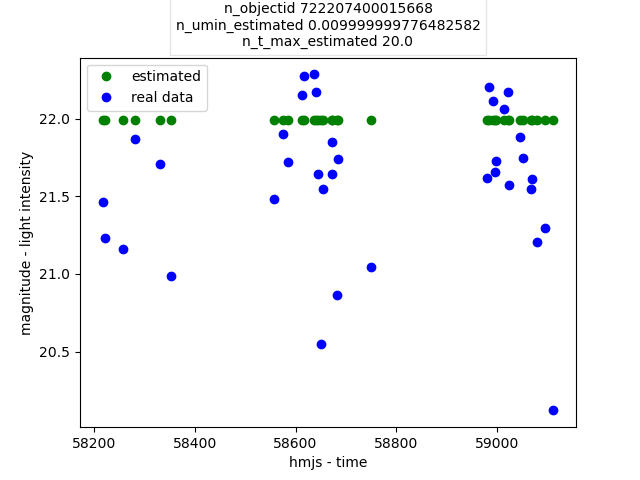 n_objectid 722207400015668
n_umin_estimated 0.009999999776482582
n_t_max_estimated 20.0
estimated
real data
22.0
21.5
21.0
20.5
magnitude - light intensity
58200
58400
58600
58800
59000
hmjs - time